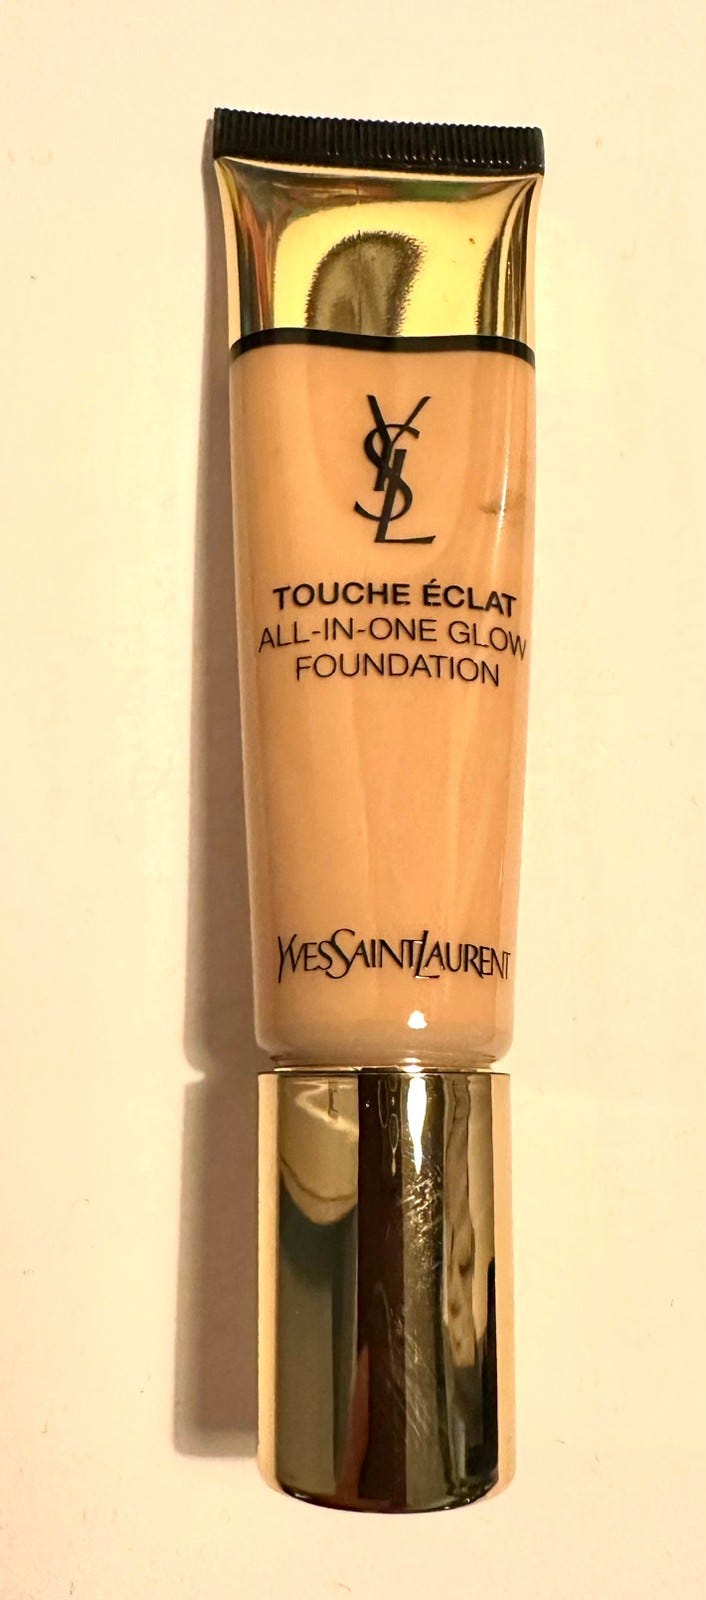 YSL
TOUCHE ÉCLAT
ALL-IN-ONE GLOW
FOUNDATION
YVESSAINTLAURENT